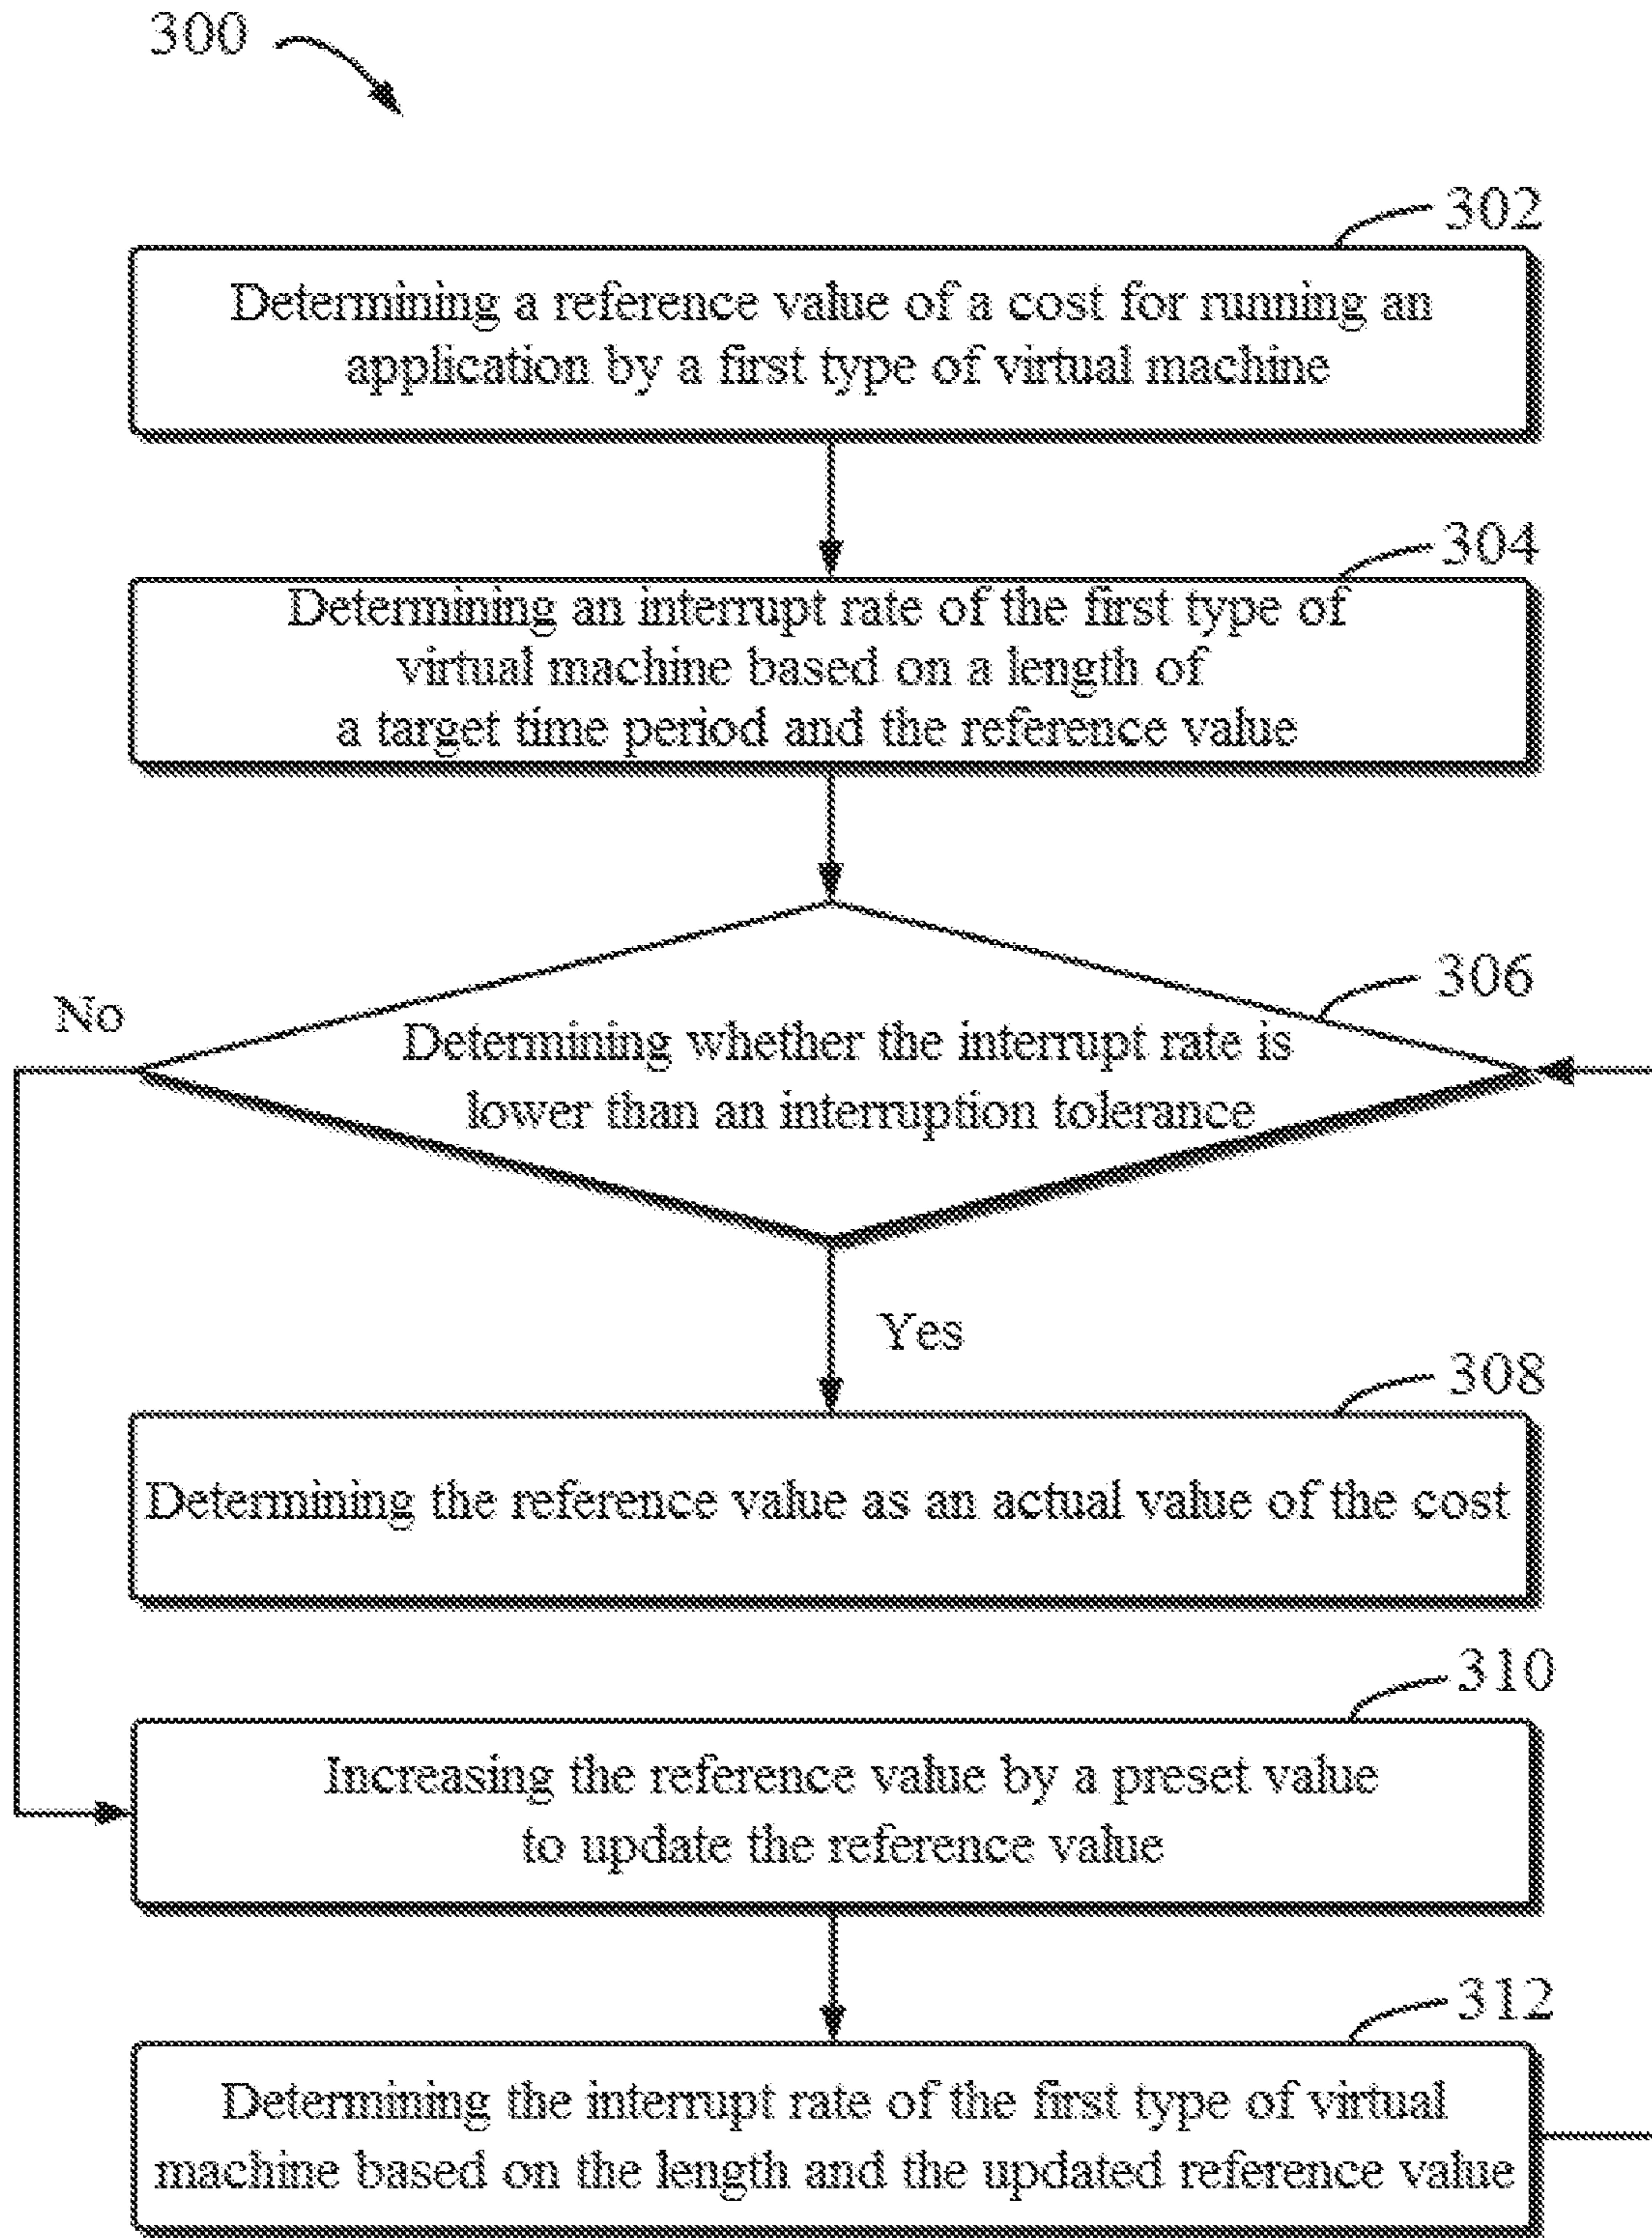 300
302
Determining a reference value of a cost for running an
application by a first type of virtual machine
304
Determining an interrupt rate of the first type of
virtual machine based on a length of
a target time period and the reference value
306
No
Determining whether the interrupt rate is
lower than an interruption tolerance
Yes
308
Determining the reference value as an actual value of the cost
310
Increasing the reference value by a preset value
to update the reference value
312
Determining the interrupt rate of the first type of virtual
machine based on the length and the updated reference value